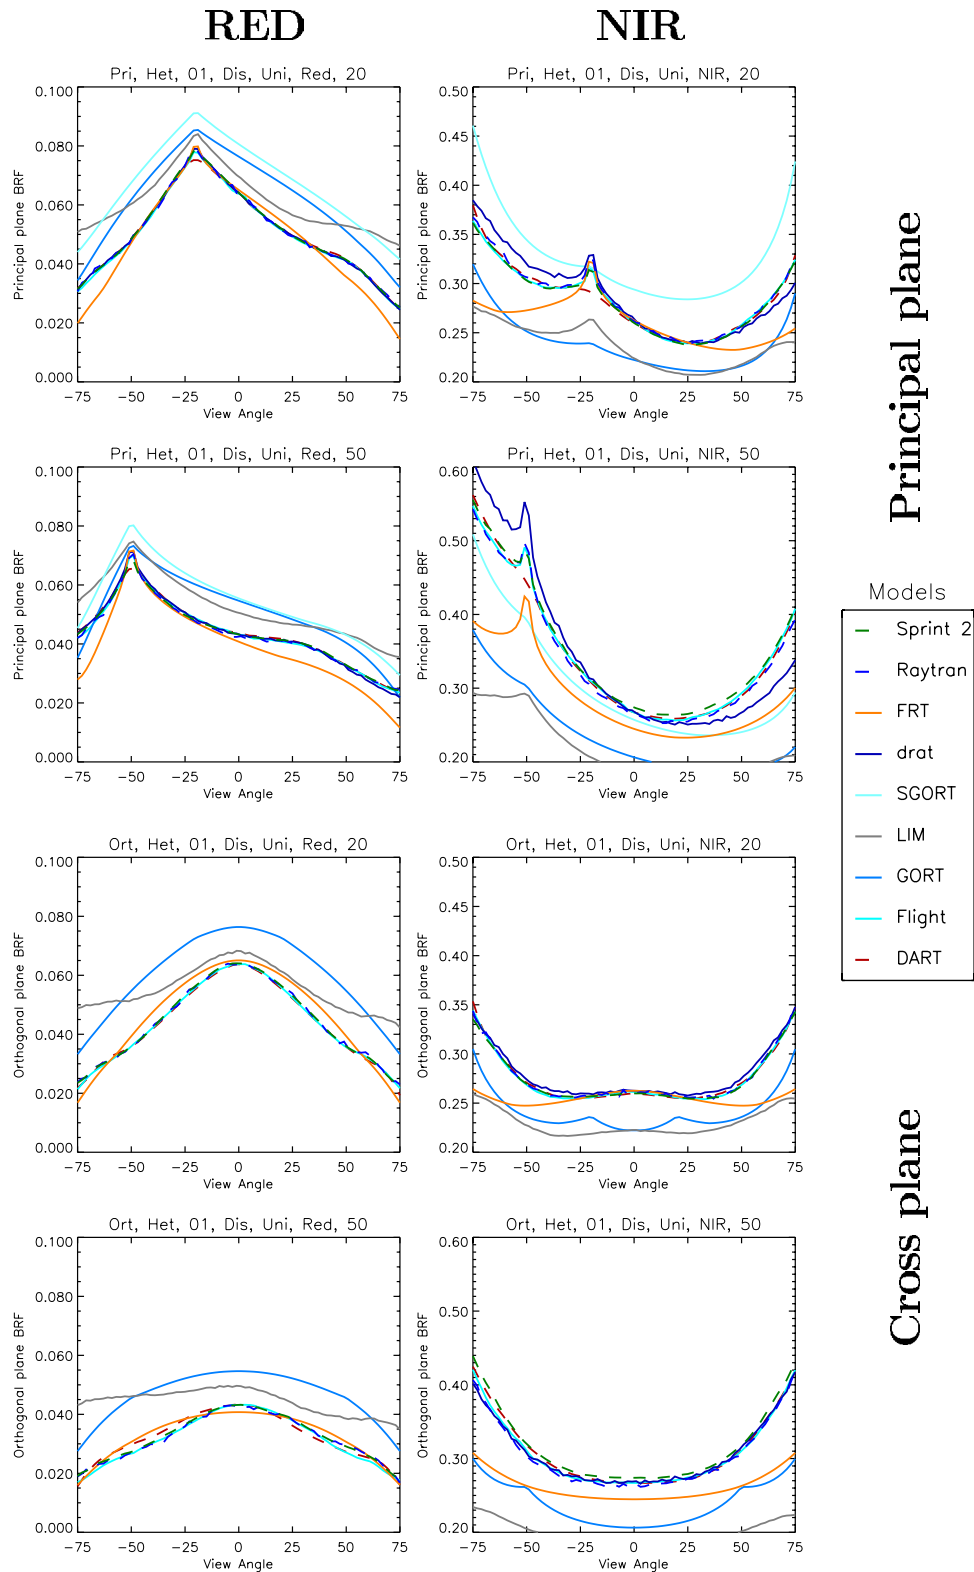 RED NIR
Pri, Het, 01, Dis, Uni, Red, 20
Principal plane BRF
0.100
0.080
0.060
0.040
0.020
0.000
-75 -50 -25 0 25 50 75
View Angle
Pri, Het, 01, Dis, Uni, NIR, 20
Principal plane BRF
0.50
0.45
0.40
0.35
0.30
0.25
0.20
-75 -50 -25 0 25 50 75
View Angle
Pri, Het, 01, Dis, Uni, Red, 50
Principal plane BRF
0.100
0.080
0.060
0.040
0.020
0.000
-75 -50 -25 0 25 50 75
View Angle
Pri, Het, 01, Dis, Uni, NIR, 50
Principal plane BRF
0.60
0.50
0.40
0.30
0.20
-75 -50 -25 0 25 50 75
View Angle
Ort, Het, 01, Dis, Uni, Red, 20
Orthogonal plane BRF
0.100
0.080
0.060
0.040
0.020
0.000
-75 -50 -25 0 25 50 75
View Angle
Ort, Het, 01, Dis, Uni, NIR, 20
Orthogonal plane BRF
0.50
0.45
0.40
0.35
0.30
0.25
0.20
-75 -50 -25 0 25 50 75
View Angle
Ort, Het, 01, Dis, Uni, Red, 50
Orthogonal plane BRF
0.100
0.080
0.060
0.040
0.020
0.000
-75 -50 -25 0 25 50 75
View Angle
Ort, Het, 01, Dis, Uni, NIR, 50
Orthogonal plane BRF
0.60
0.50
0.40
0.30
0.20
-75 -50 -25 0 25 50 75
View Angle
Principal plane
Models
Sprint 2
Raytran
FRT
drat
SGORT
LIM
GORT
Flight
DART
Cross plane